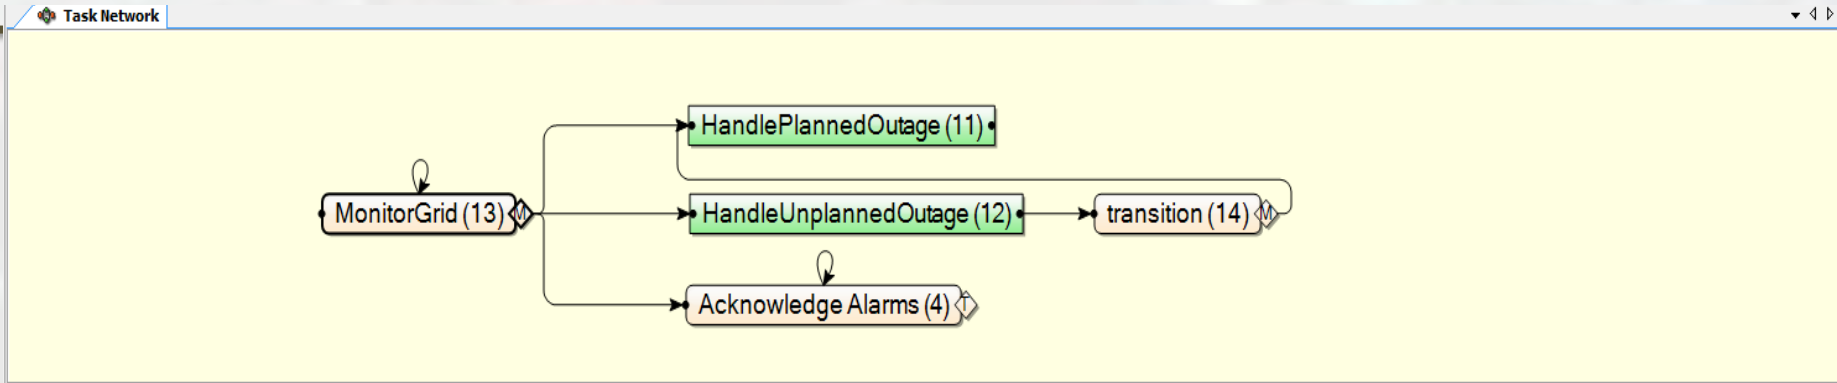 Task Network
HandlePlannedOutage (11)
MonitorGrid (13) M
HandleUnplannedOutage (12)
transition (14) M
Acknowledge Alarms (4) T